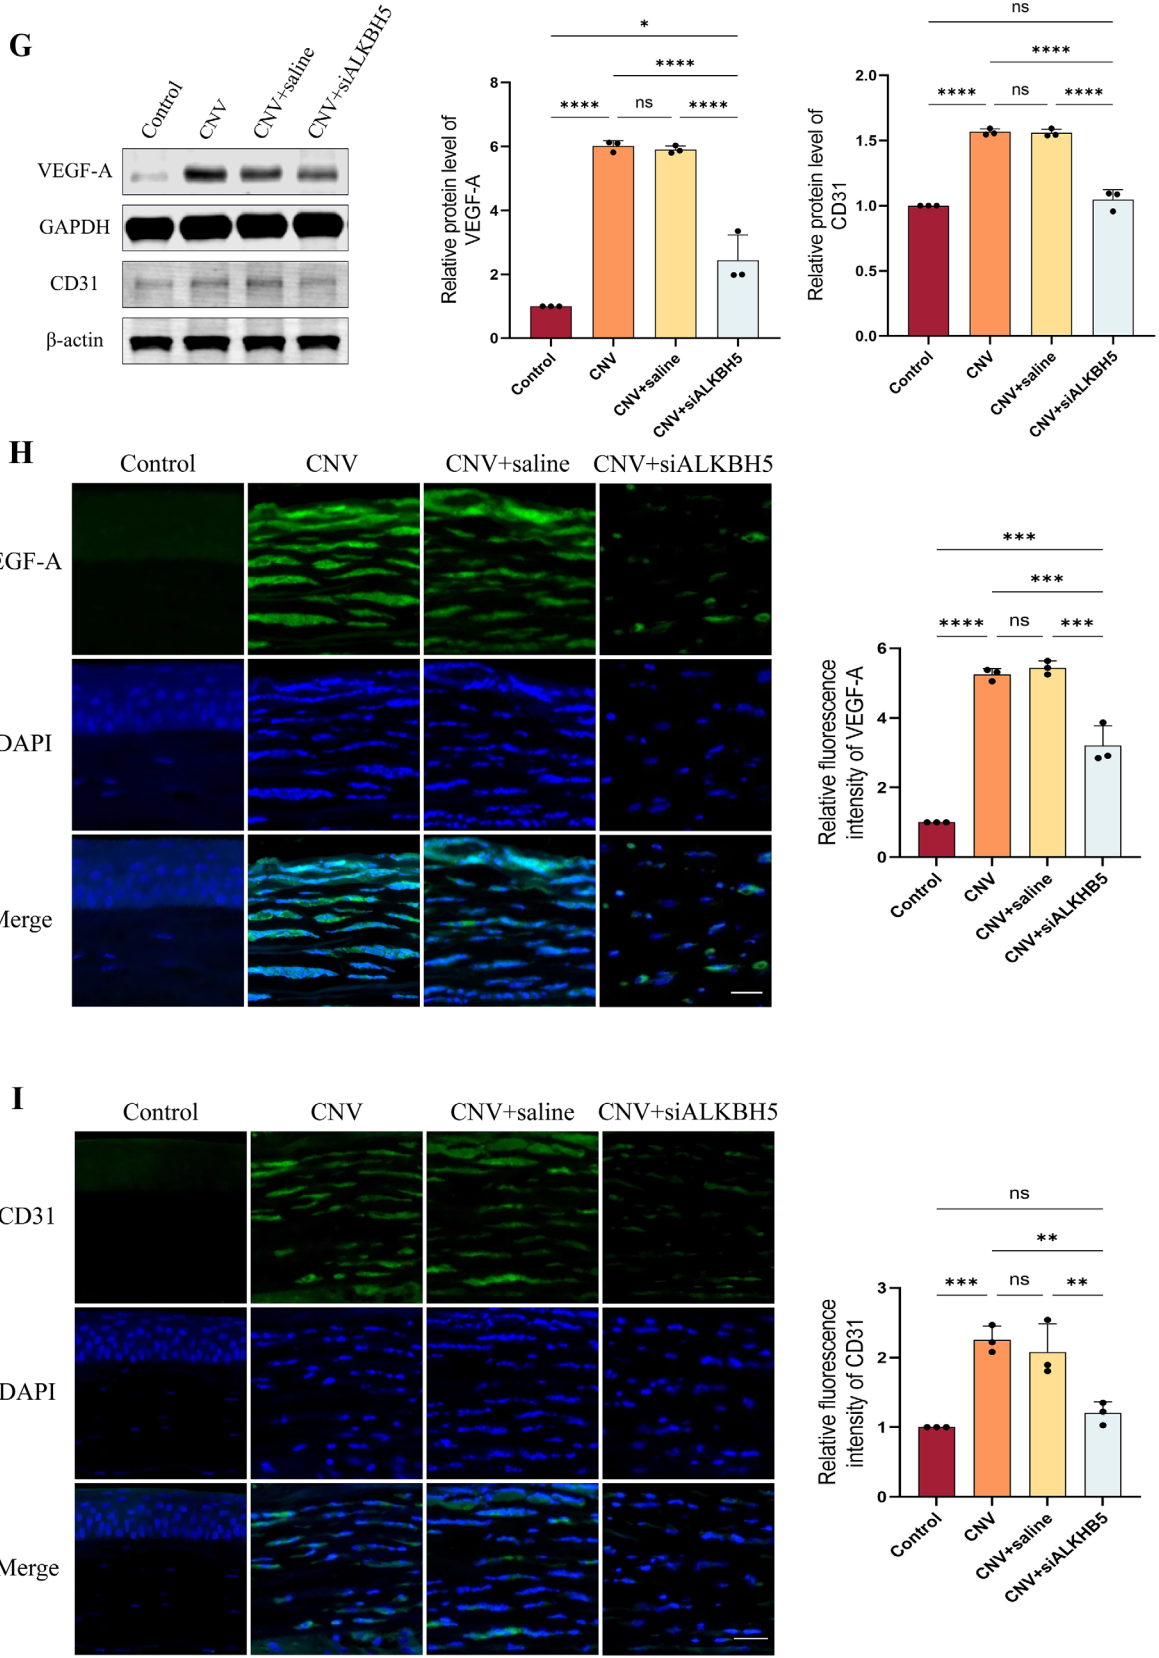 G
Control
CNV
CNV+saline
CNV+siALKBH5
VEGF-A
GAPDH
CD31
β-actin
Relative protein level of
VEGF-A
8
6
4
2
0
*
****
**** ns ****
Control
CNV
CNV+saline
CNV+siALKBH5
Relative protein level of
CD31
2.0
1.5
1.0
0.5
0.0
ns
****
**** ns ****
Control
CNV
CNV+saline
CNV+siALKBH5
H
Control CNV CNV+saline CNV+siALKBH5
EGF-A
DAPI
Merge
Relative fluorescence
intensity of VEGF-A
6
4
2
0
***
***
**** ns ***
Control
CNV
CNV+saline
CNV+siALKHB5
I
Control CNV CNV+saline CNV+siALKBH5
CD31
DAPI
Merge
Relative fluorescence
intensity of CD31
3
2
1
0
ns
**
*** ns **
Control
CNV
CNV+saline
CNV+siALKHB5